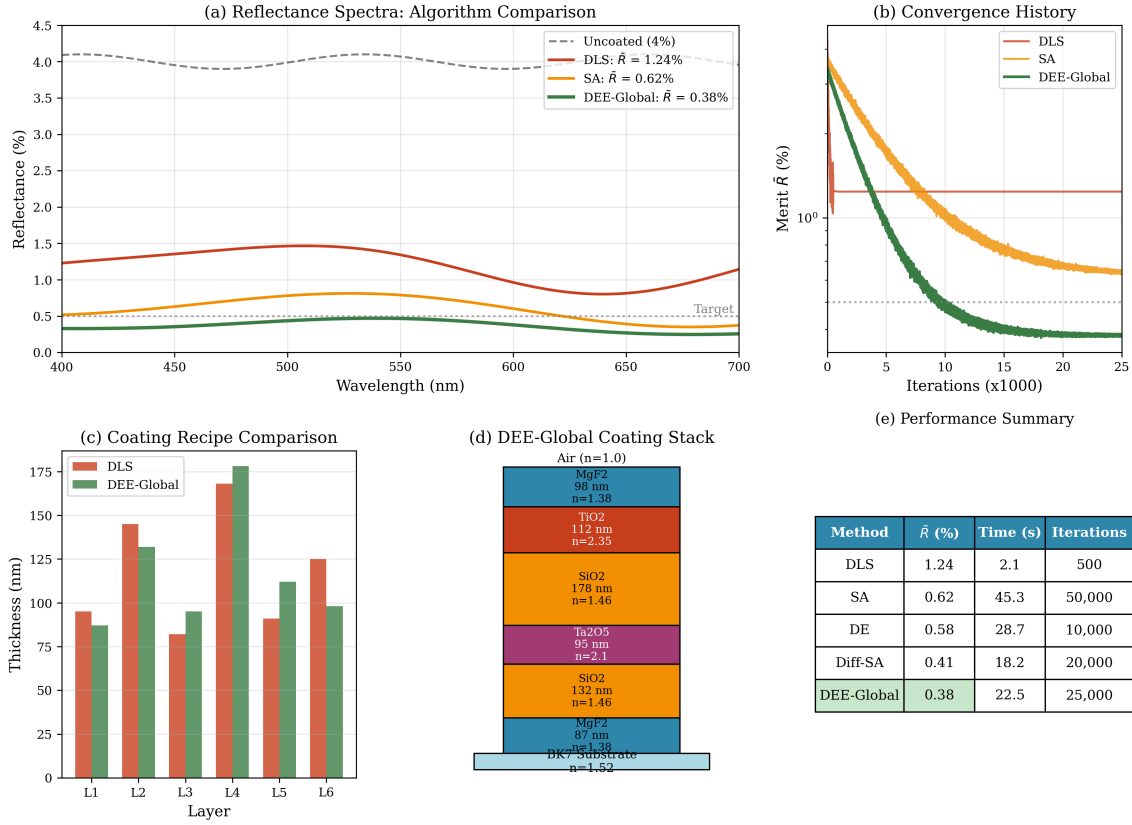 (a) Reflectance Spectra: Algorithm Comparison
4.5
4.0
3.5
3.0
2.5
2.0
1.5
1.0
0.5
0.0
Reflectance (%)
Uncoated (4%)
DLS: R̄ = 1.24%
SA: R̄ = 0.62%
DEE-Global: R̄ = 0.38%
Target
400
450
500
550
600
650
700
Wavelength (nm)
(b) Convergence History
Merit R̄ (%)
10⁰
DLS
SA
DEE-Global
0
5
10
15
20
25
Iterations (x1000)
(c) Coating Recipe Comparison
175
150
125
100
75
50
25
0
Thickness (nm)
DLS
DEE-Global
L1
L2
L3
L4
L5
L6
Layer
(d) DEE-Global Coating Stack
Air (n=1.0)
MgF2
98 nm
n=1.38
TiO2
112 nm
n=2.35
SiO2
178 nm
n=1.46
Ta2O5
95 nm
n=2.1
SiO2
132 nm
n=1.46
MgF2
87 nm
n=1.38
BK7 Substrate
n=1.52
(e) Performance Summary
Method R̄ (%) Time (s) Iterations
DLS 1.24 2.1 500
SA 0.62 45.3 50,000
DE 0.58 28.7 10,000
Diff-SA 0.41 18.2 20,000
DEE-Global 0.38 22.5 25,000